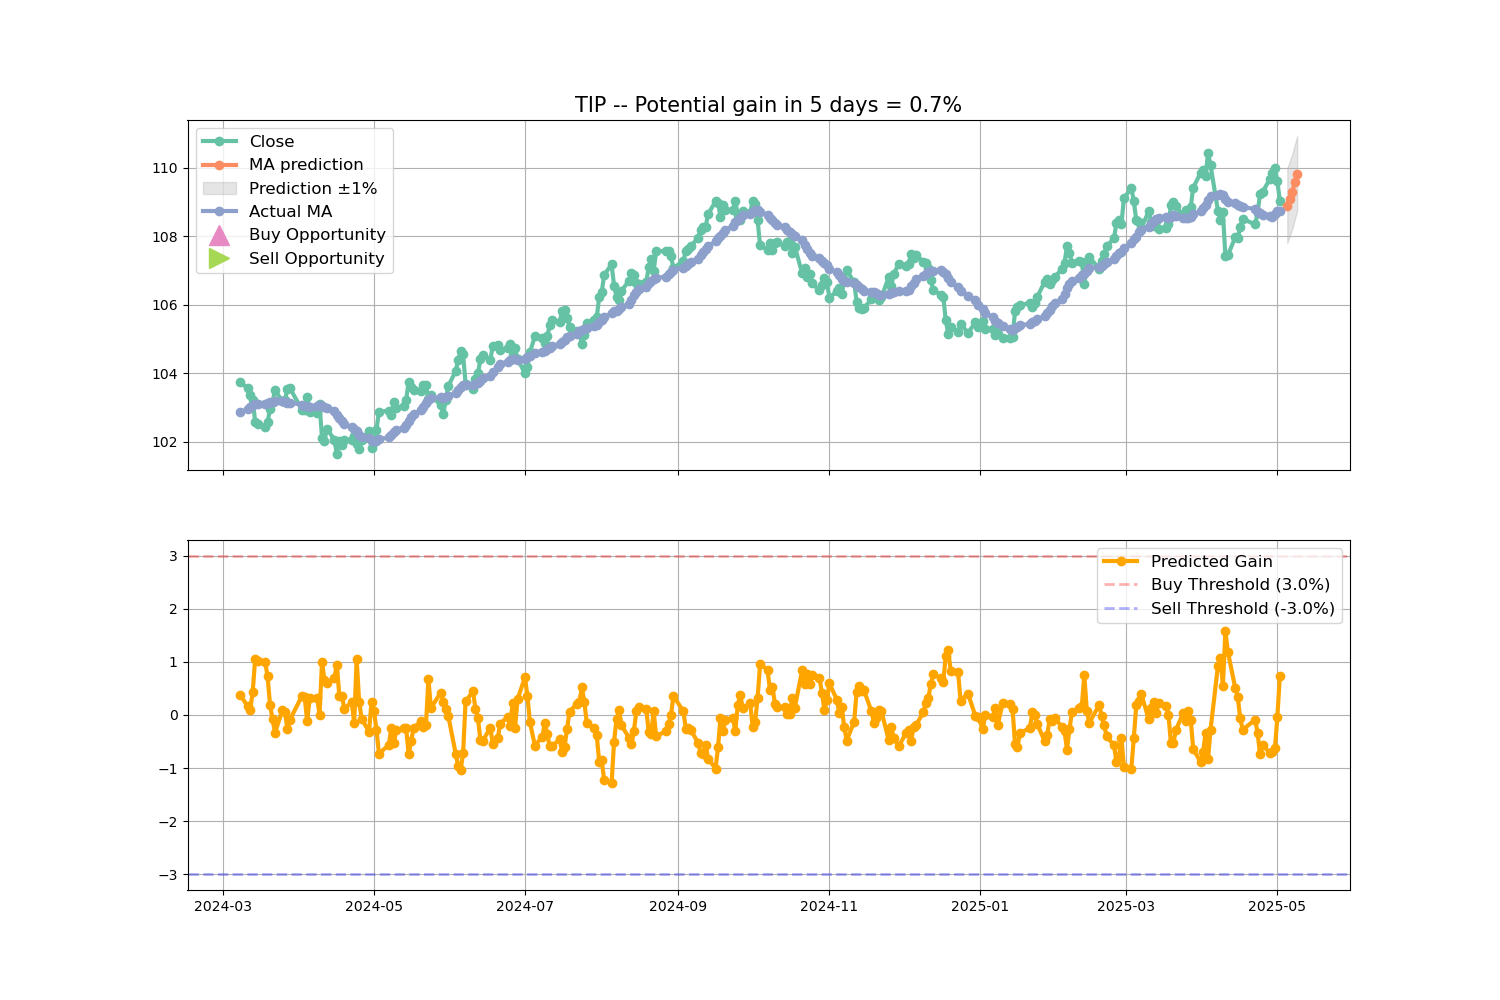 TIP -- Potential gain in 5 days = 0.7%
Close
MA prediction
Prediction ±1%
Actual MA
Buy Opportunity
Sell Opportunity
110
108
106
104
102
Predicted Gain
Buy Threshold (3.0%)
Sell Threshold (-3.0%)
3
2
1
0
−1
−2
−3
2024-03
2024-05
2024-07
2024-09
2024-11
2025-01
2025-03
2025-05